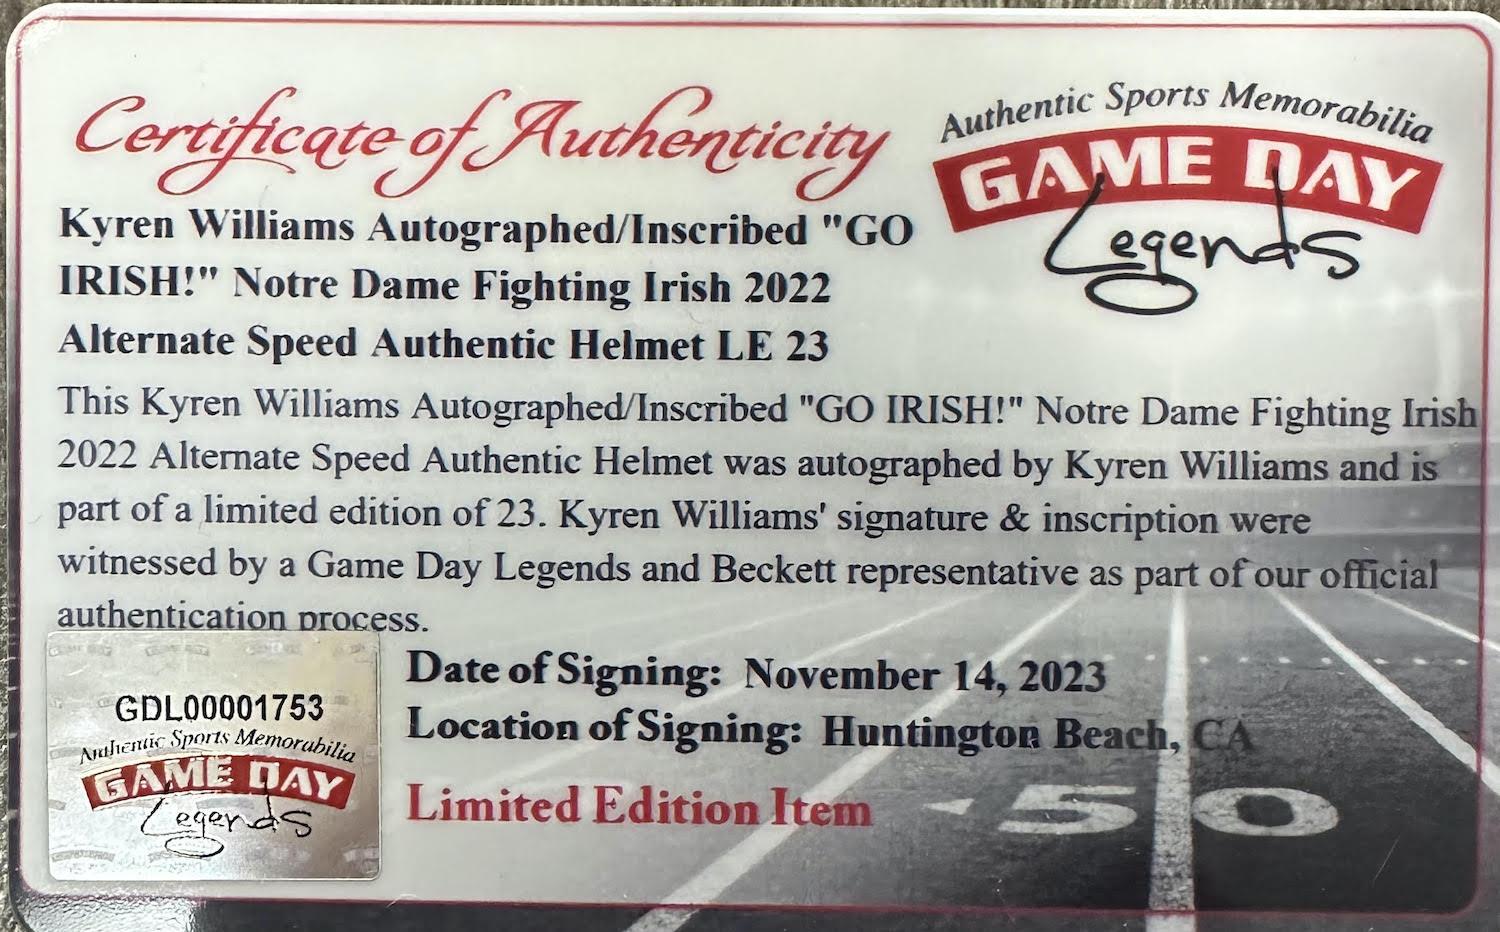 Certificate of Authenticity
Authentic Sports Memorabilia
GAME DAY
Legends
Kyren Williams Autographed/Inscribed "GO
IRISH!" Notre Dame Fighting Irish 2022
Alternate Speed Authentic Helmet LE 23
This Kyren Williams Autographed/Inscribed "GO IRISH!" Notre Dame Fighting Irish
2022 Alternate Speed Authentic Helmet was autographed by Kyren Williams and is
part of a limited edition of 23. Kyren Williams' signature & inscription were
witnessed by a Game Day Legends and Beckett representative as part of our official
authentication process.
GDL00001753
Authentic Sports Memorabilia
GAME DAY
Legends
Date of Signing: November 14, 2023
Location of Signing: Huntington Beach, CA
Limited Edition Item
50